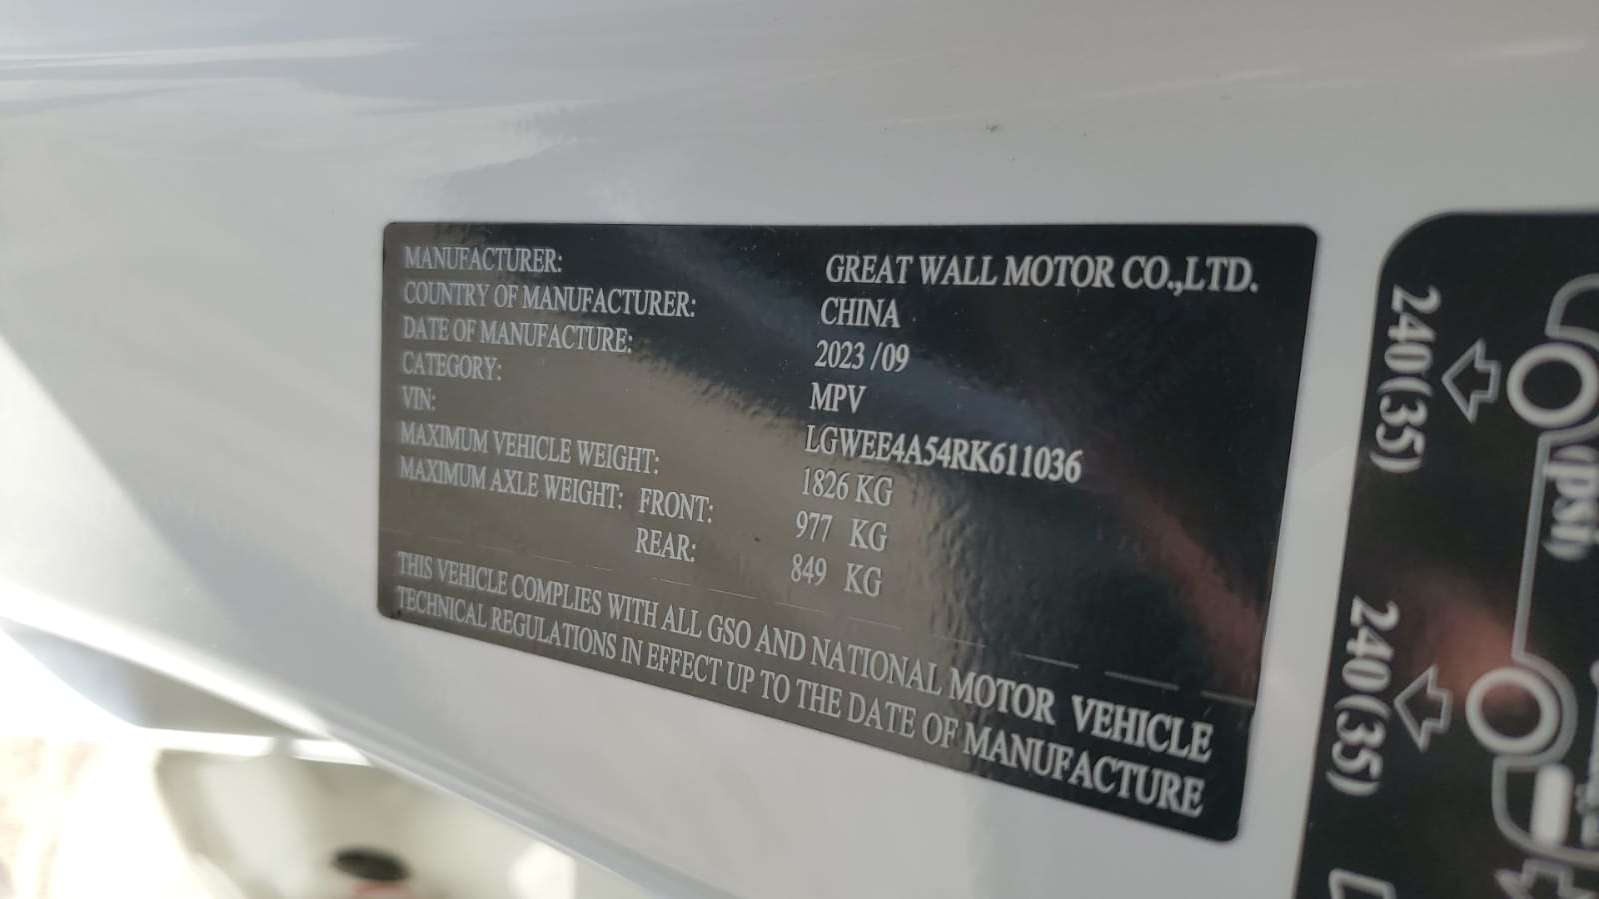 MANUFACTURER: GREAT WALL MOTOR CO.,LTD.
COUNTRY OF MANUFACTURER: CHINA
DATE OF MANUFACTURE: 2023 /09
CATEGORY: MPV
VIN: LGWEE4A54RK611036
MAXIMUM VEHICLE WEIGHT: 1826 KG
MAXIMUM AXLE WEIGHT: FRONT: 977 KG
REAR: 849 KG
THIS VEHICLE COMPLIES WITH ALL GSO AND NATIONAL MOTOR VEHICLE
TECHNICAL REGULATIONS IN EFFECT UP TO THE DATE OF MANUFACTURE
240(35)
240(35)
(psi)